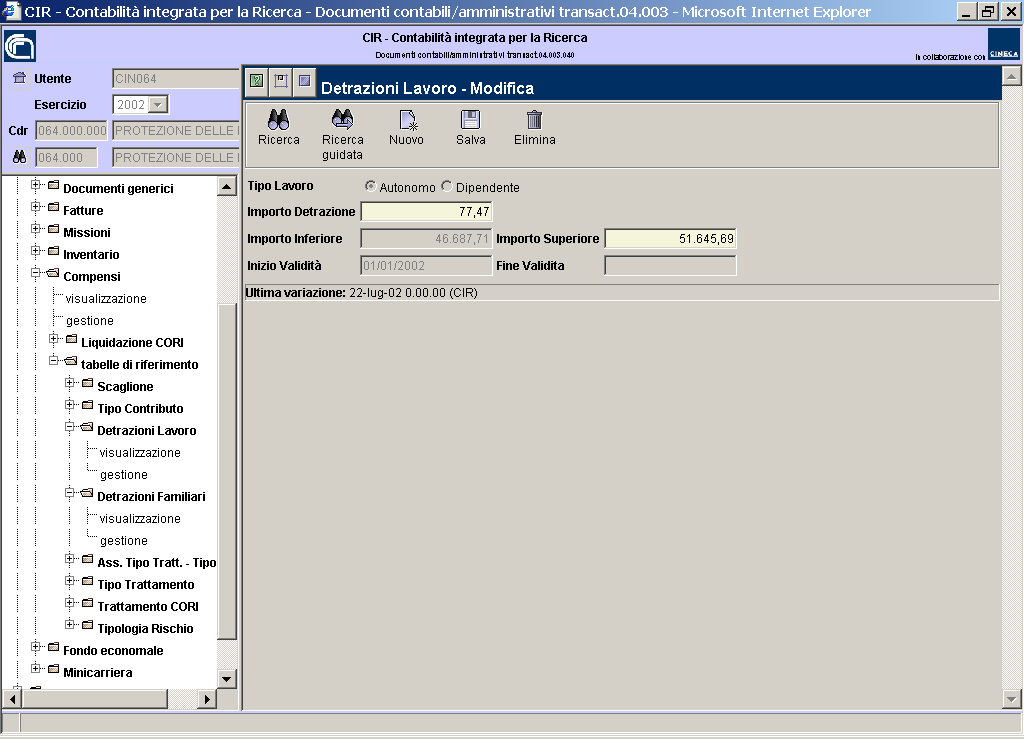 CIR - Contabilità integrata per la Ricerca - Documenti contabili/amministrativi transact.04.003 - Microsoft Internet Explorer
CIR - Contabilità integrata per la Ricerca
Documenti contabili/amministrativi transact.04.003.040
In collaborazione con CINECA
Utente CIN064
Esercizio 2002
Cdr 064.000.000 PROTEZIONE DELLE
064.000 PROTEZIONE DELLE
Detrazioni Lavoro - Modifica
Ricerca
Ricerca guidata
Nuovo
Salva
Elimina
Documenti generici
Fatture
Missioni
Inventario
Compensi
visualizzazione
gestione
Liquidazione CORI
tabelle di riferimento
Scaglione
Tipo Contributo
Detrazioni Lavoro
visualizzazione
gestione
Detrazioni Familiari
visualizzazione
gestione
Ass. Tipo Tratt. - Tipo
Tipo Trattamento
Trattamento CORI
Tipologia Rischio
Fondo economale
Minicarriera
Tipo Lavoro Autonomo Dipendente
Importo Detrazione 77,47
Importo Inferiore 46.687,71 Importo Superiore 51.645,69
Inizio Validità 01/01/2002 Fine Validita
Ultima variazione: 22-lug-02 0.00.00 (CIR)